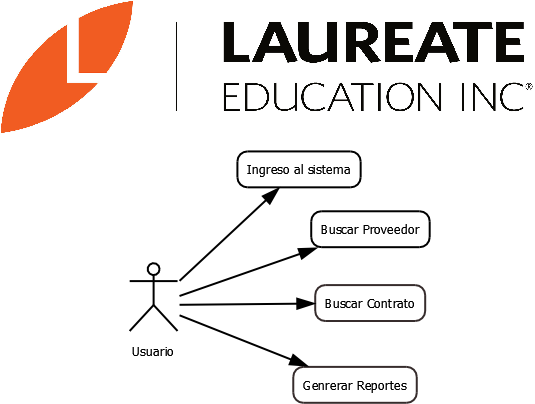 LAUREATE
EDUCATION INC®
Ingreso al sistema
Buscar Proveedor
Buscar Contrato
Usuario
Genrerar Reportes